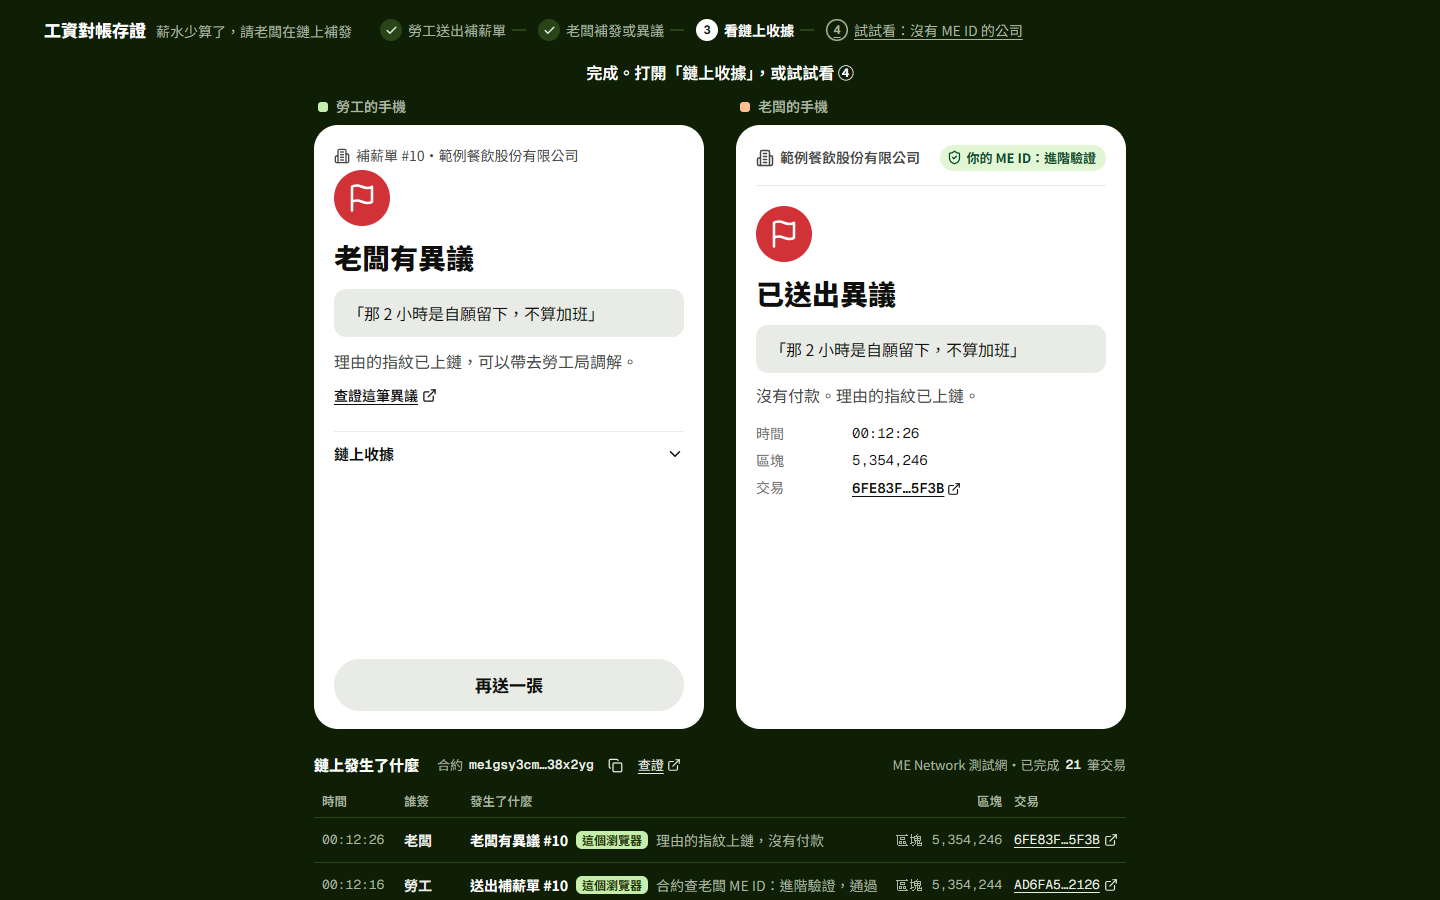 工資對帳存證 薪水少算了，請老闆在鏈上補發 勞工送出補薪單 老闆補發或異議 3 看鏈上收據 4 試試看：沒有 ME ID 的公司
完成。打開「鏈上收據」，或試試看 ④
勞工的手機
補薪單 #10・範例餐飲股份有限公司
老闆有異議
「那 2 小時是自願留下，不算加班」
理由的指紋已上鏈，可以帶去勞工局調解。
查證這筆異議
鏈上收據
再送一張
老闆的手機
範例餐飲股份有限公司 你的 ME ID：進階驗證
已送出異議
「那 2 小時是自願留下，不算加班」
沒有付款。理由的指紋已上鏈。
時間 00:12:26
區塊 5,354,246
交易 6FE83F…5F3B
鏈上發生了什麼 合約 me1gsy3cm…38x2yg 查證 ME Network 測試網・已完成 21 筆交易
時間 誰簽 發生了什麼 區塊 交易
00:12:26 老闆 老闆有異議 #10 這個瀏覽器 理由的指紋上鏈，沒有付款 區塊 5,354,246 6FE83F…5F3B
00:12:16 勞工 送出補薪單 #10 這個瀏覽器 合約查老闆 ME ID：進階驗證，通過 區塊 5,354,244 AD6FA5…2126